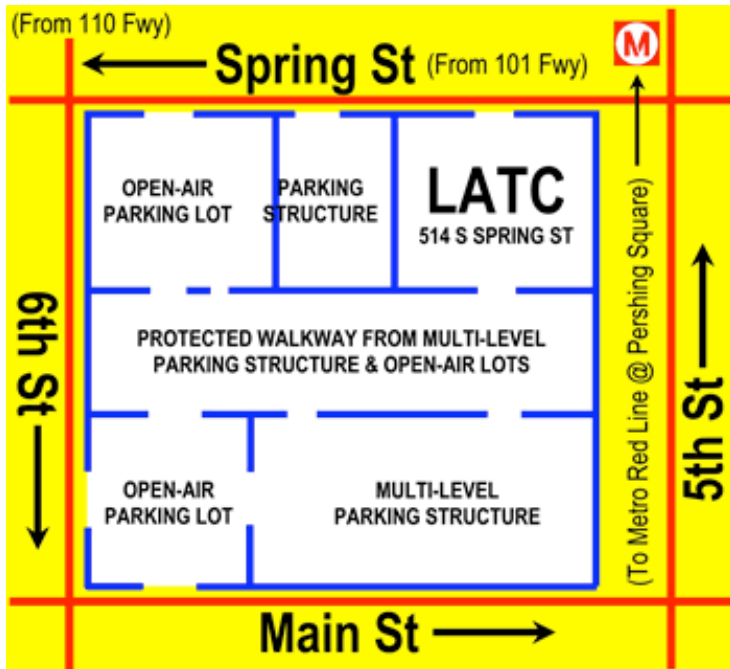 (From 110 Fwy)
Spring St (From 101 Fwy)
M
OPEN-AIR
PARKING LOT
PARKING
STRUCTURE
LATC
514 S SPRING ST
6th St
PROTECTED WALKWAY FROM MULTI-LEVEL
PARKING STRUCTURE & OPEN-AIR LOTS
(To Metro Red Line @ Pershing Square)
5th St
OPEN-AIR
PARKING LOT
MULTI-LEVEL
PARKING STRUCTURE
Main St